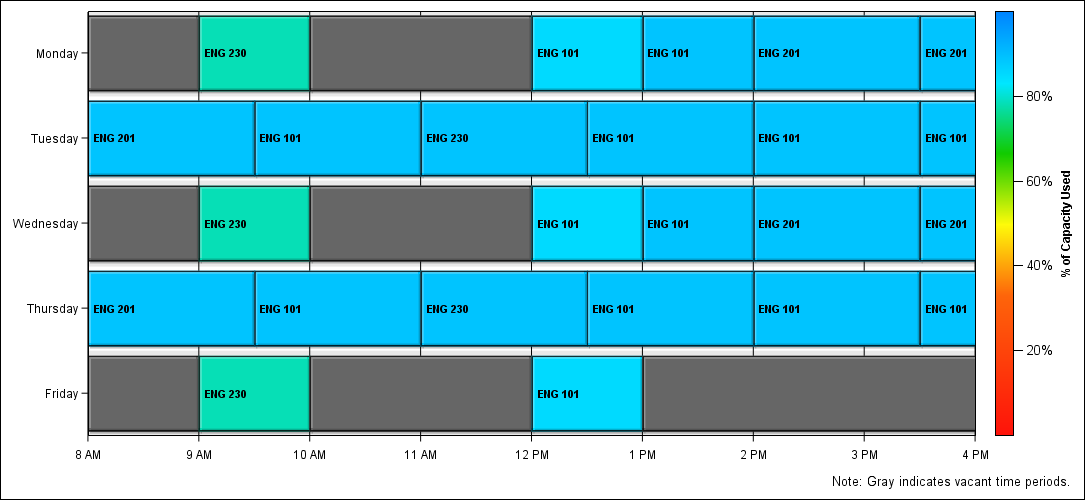 Monday ENG 230 ENG 101 ENG 101 ENG 201 ENG 201
80%
Tuesday ENG 201 ENG 101 ENG 230 ENG 101 ENG 101 ENG 101
60%
Wednesday ENG 230 ENG 101 ENG 101 ENG 201 ENG 201
% of Capacity Used
40%
Thursday ENG 201 ENG 101 ENG 230 ENG 101 ENG 101 ENG 101
20%
Friday ENG 230 ENG 101
8 AM 9 AM 10 AM 11 AM 12 PM 1 PM 2 PM 3 PM 4 PM
Note: Gray indicates vacant time periods.